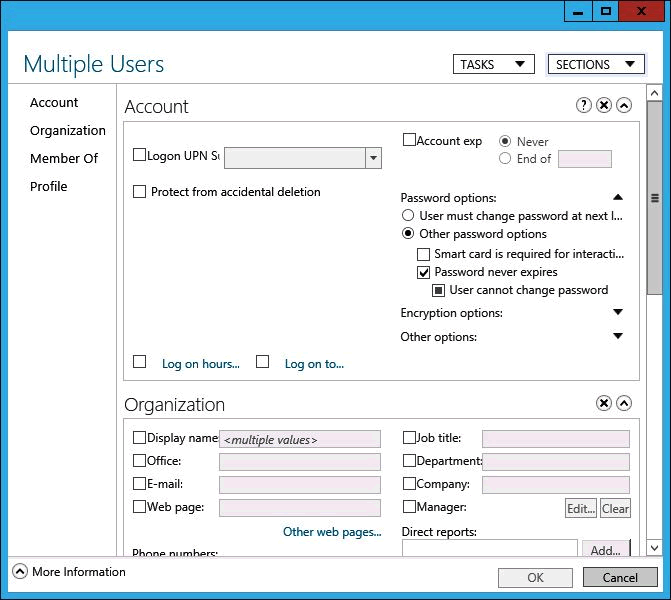 Multiple Users
TASKS
SECTIONS
Account
Organization
Member Of
Profile
Account
?
Logon UPN Su
Protect from accidental deletion
Log on hours...
Log on to...
Account exp
Never
End of
Password options:
User must change password at next l...
Other password options
Smart card is required for interacti...
Password never expires
User cannot change password
Encryption options:
Other options:
Organization
Display name:
<multiple values>
Office:
E-mail:
Web page:
Other web pages...
Phone numbers:
Job title:
Department:
Company:
Manager:
Edit...
Clear
Direct reports:
Add...
More Information
OK
Cancel